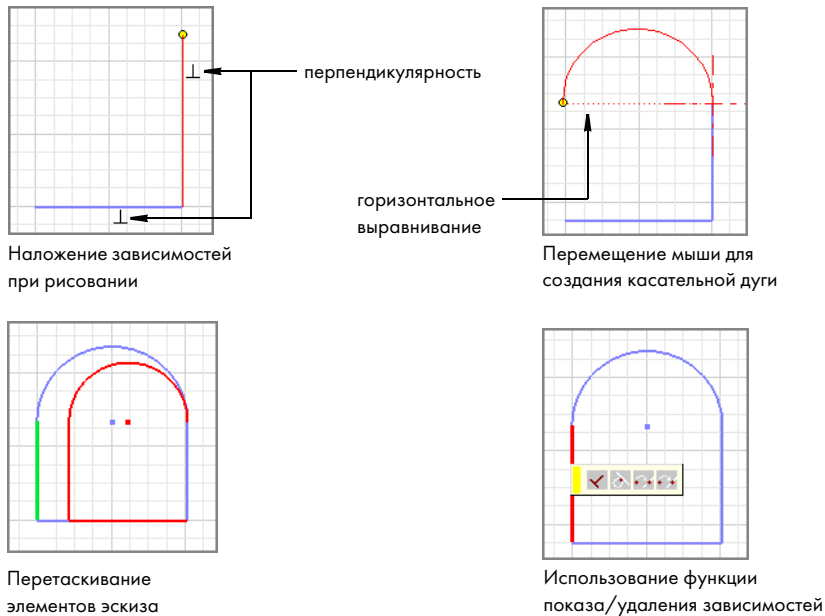 перпендикулярность
горизонтальное
выравнивание
Наложение зависимостей
при рисовании
Перемещение мыши для
создания касательной дуги
Перетаскивание
элементов эскиза
Использование функции
показа/удаления зависимостей